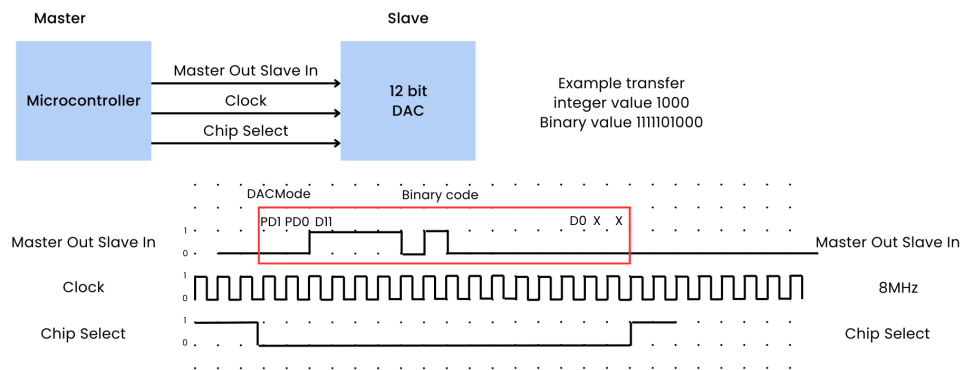 Master
Slave
Microcontroller
Master Out Slave In
Clock
Chip Select
12 bit
DAC
Example transfer
integer value 1000
Binary value 1111101000
DACMode
Binary code
PD1 PD0 D11
D0 X X
Master Out Slave In
1
0
Master Out Slave In
Clock
1
0
8MHz
Chip Select
1
0
Chip Select